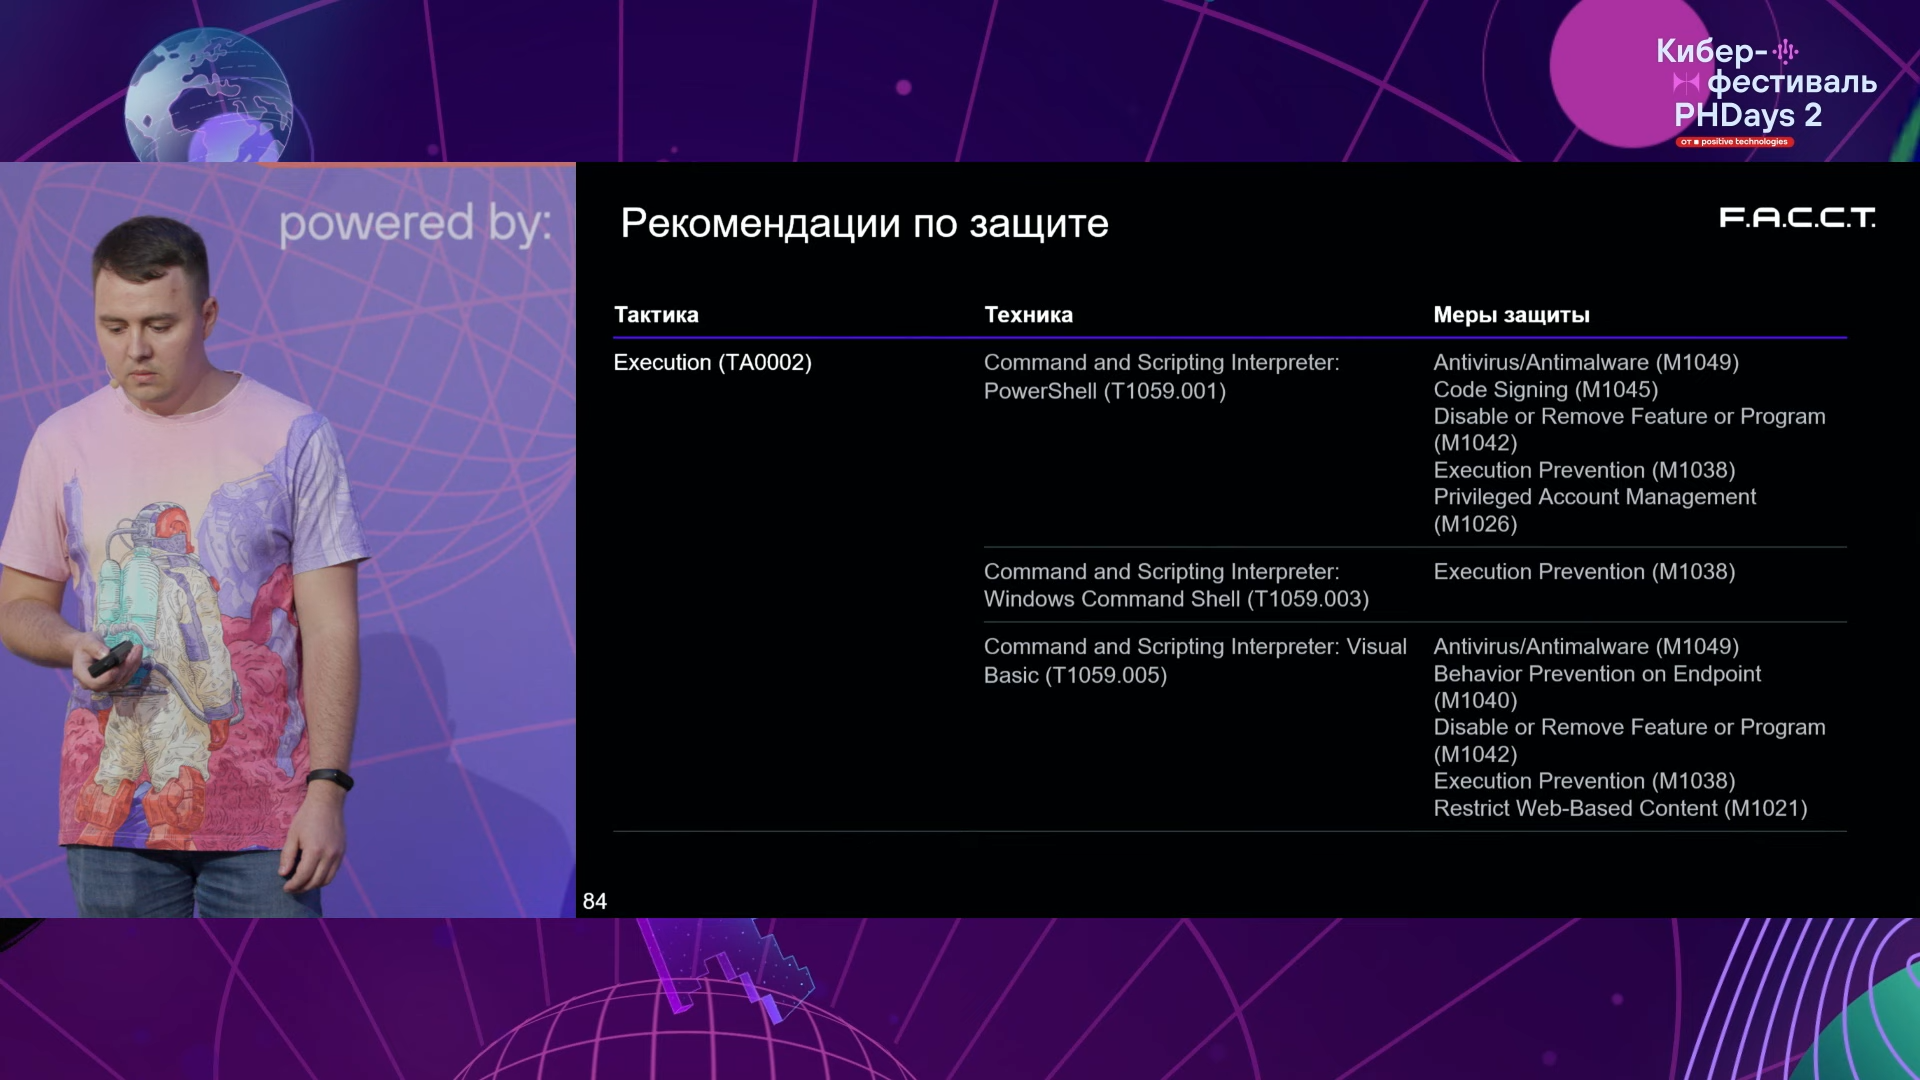 Кибер-
фестиваль
PHDays 2
от positive technologies
powered by:
Рекомендации по защите
F.A.C.C.T.
Тактика
Техника
Меры защиты
Execution (TA0002)
Command and Scripting Interpreter:
PowerShell (T1059.001)
Antivirus/Antimalware (M1049)
Code Signing (M1045)
Disable or Remove Feature or Program
(M1042)
Execution Prevention (M1038)
Privileged Account Management
(M1026)
Command and Scripting Interpreter:
Windows Command Shell (T1059.003)
Execution Prevention (M1038)
Command and Scripting Interpreter: Visual
Basic (T1059.005)
Antivirus/Antimalware (M1049)
Behavior Prevention on Endpoint
(M1040)
Disable or Remove Feature or Program
(M1042)
Execution Prevention (M1038)
Restrict Web-Based Content (M1021)
84